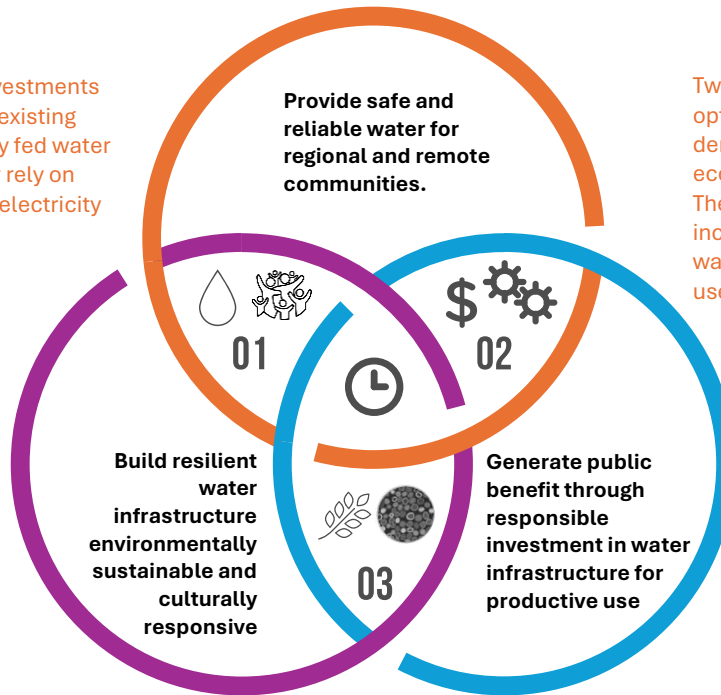 vestments
existing
y fed water
rely on
electricity
Provide safe and
reliable water for
regional and remote
communities.
Tw
opt
der
eco
The
inc
wa
use
$
01
02
Build resilient
water
infrastructure
environmentally
sustainable and
culturally
responsive
Generate public
benefit through
responsible
investment in water
infrastructure for
productive use
03